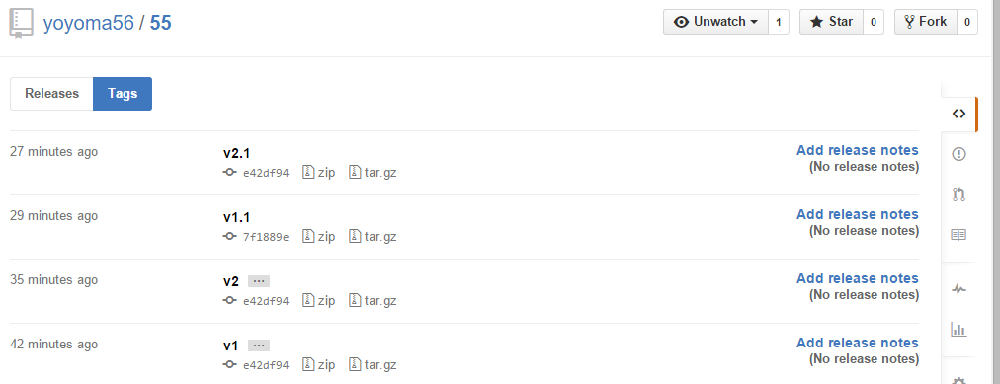 yoyoma56 / 55 Unwatch 1 Star 0 Fork 0
Releases Tags
27 minutes ago v2.1 Add release notes
e42df94 zip tar.gz (No release notes)
29 minutes ago v1.1 Add release notes
7f1889e zip tar.gz (No release notes)
35 minutes ago v2 ... Add release notes
e42df94 zip tar.gz (No release notes)
42 minutes ago v1 ... Add release notes
e42df94 zip tar.gz (No release notes)